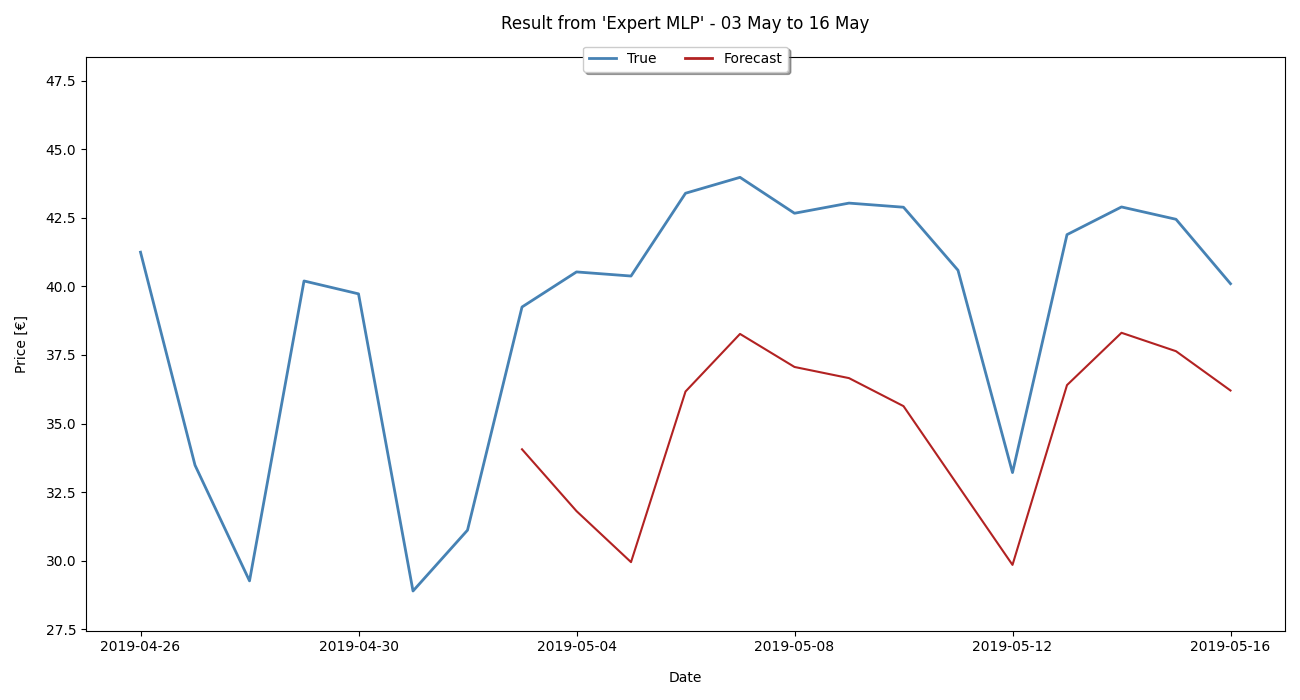 Result from 'Expert MLP' - 03 May to 16 May
True Forecast
47.5
45.0
42.5
40.0
37.5
35.0
32.5
30.0
27.5
Price [€]
2019-04-26 2019-04-30 2019-05-04 2019-05-08 2019-05-12 2019-05-16
Date